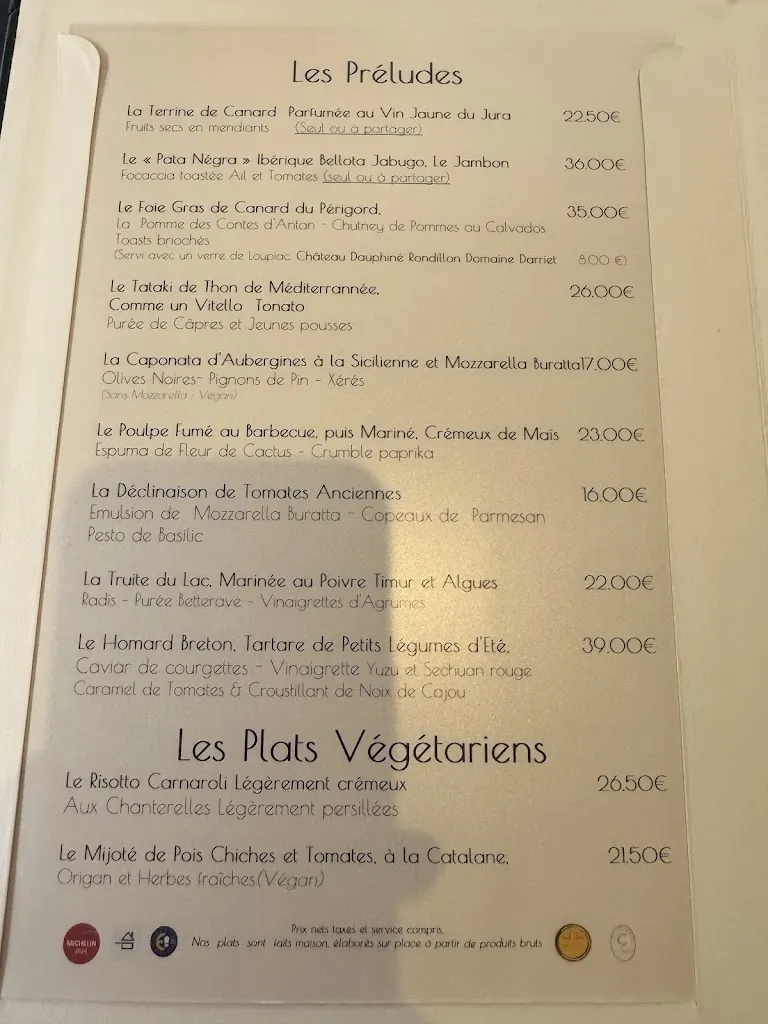 Les Préludes
La Terrine de Canard Parfumée au Vin Jaune du Jura 22.50€
Fruits secs en mendiants (Seul ou à partager)
Le « Pata Négra » Ibérique Bellota Jabugo, Le Jambon 36.00€
Focaccia toastée Ail et Tomates (seul ou à partager)
Le Foie Gras de Canard du Périgord, 35.00€
La Pomme des Contes d'Antan - Chutney de Pommes au Calvados
Toasts briochés
(Servi avec un verre de Loupiac Château Dauphiné Rondillon Domaine Darriet 8.00 €)
Le Tataki de Thon de Méditerrannée, 26.00€
Comme un Vitello Tonato
Purée de Câpres et Jeunes pousses
La Caponata d'Aubergines à la Sicilienne et Mozzarella Buratta 17.00€
Olives Noires- Pignons de Pin - Xérés
(Sans Mozzarella : Végan)
Le Poulpe Fumé au Barbecue, puis Mariné, Crémeux de Maïs 23.00€
Espuma de Fleur de Cactus - Crumble paprika
La Déclinaison de Tomates Anciennes 16.00€
Emulsion de Mozzarella Buratta - Copeaux de Parmesan
Pesto de Basilic
La Truite du Lac, Marinée au Poivre Timur et Algues 22.00€
Radis - Purée Betterave - Vinaigrettes d'Agrumes
Le Homard Breton, Tartare de Petits Légumes d'Eté, 39.00€
Caviar de courgettes - Vinaigrette Yuzu et Sechuan rouge
Caramel de Tomates & Croustillant de Noix de Cajou
Les Plats Végétariens
Le Risotto Carnaroli Légèrement crémeux 26.50€
Aux Chanterelles Légèrement persillées
Le Mijoté de Pois Chiches et Tomates, à la Catalane, 21.50€
Origan et Herbes fraîches(Végan)
Prix nets taxes et service compris.
Nos plats sont faits maison, élaborés sur place à partir de produits bruts
MICHELIN